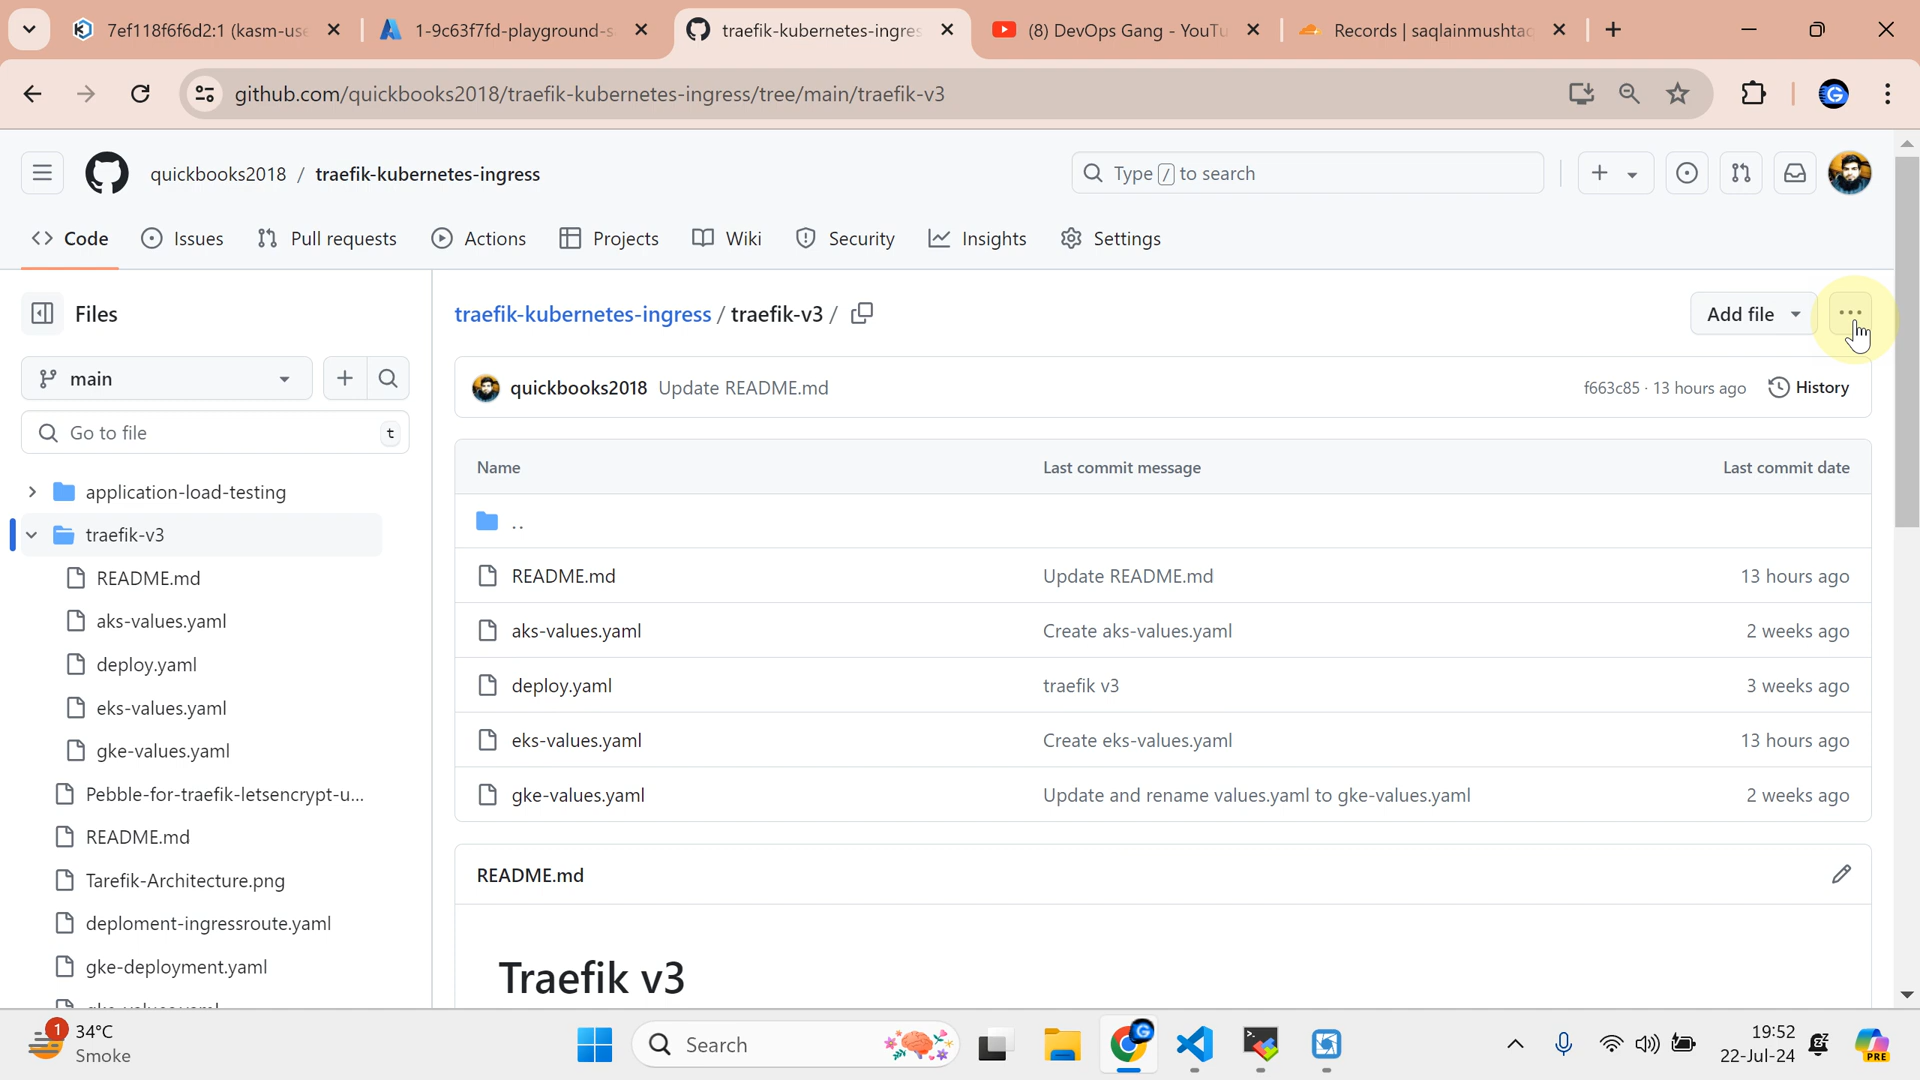 7ef118f6f6d2:1 (kasm-use
1-9c63f7fd-playground-s
traefik-kubernetes-ingres
(8) DevOps Gang - YouTu
Records | saqlainmushtaq
github.com/quickbooks2018/traefik-kubernetes-ingress/tree/main/traefik-v3
quickbooks2018 / traefik-kubernetes-ingress
Type / to search
Code
Issues
Pull requests
Actions
Projects
Wiki
Security
Insights
Settings
Files
main
Go to file
t
application-load-testing
traefik-v3
README.md
aks-values.yaml
deploy.yaml
eks-values.yaml
gke-values.yaml
Pebble-for-traefik-letsencrypt-u...
README.md
Tarefik-Architecture.png
deploment-ingressroute.yaml
gke-deployment.yaml
traefik-kubernetes-ingress / traefik-v3 /
Add file
quickbooks2018 Update README.md
f663c85 · 13 hours ago
History
Name Last commit message Last commit date
..
README.md Update README.md 13 hours ago
aks-values.yaml Create aks-values.yaml 2 weeks ago
deploy.yaml traefik v3 3 weeks ago
eks-values.yaml Create eks-values.yaml 13 hours ago
gke-values.yaml Update and rename values.yaml to gke-values.yaml 2 weeks ago
README.md
Traefik v3
1
34°C
Smoke
Search
19:52
22-Jul-24
PRE